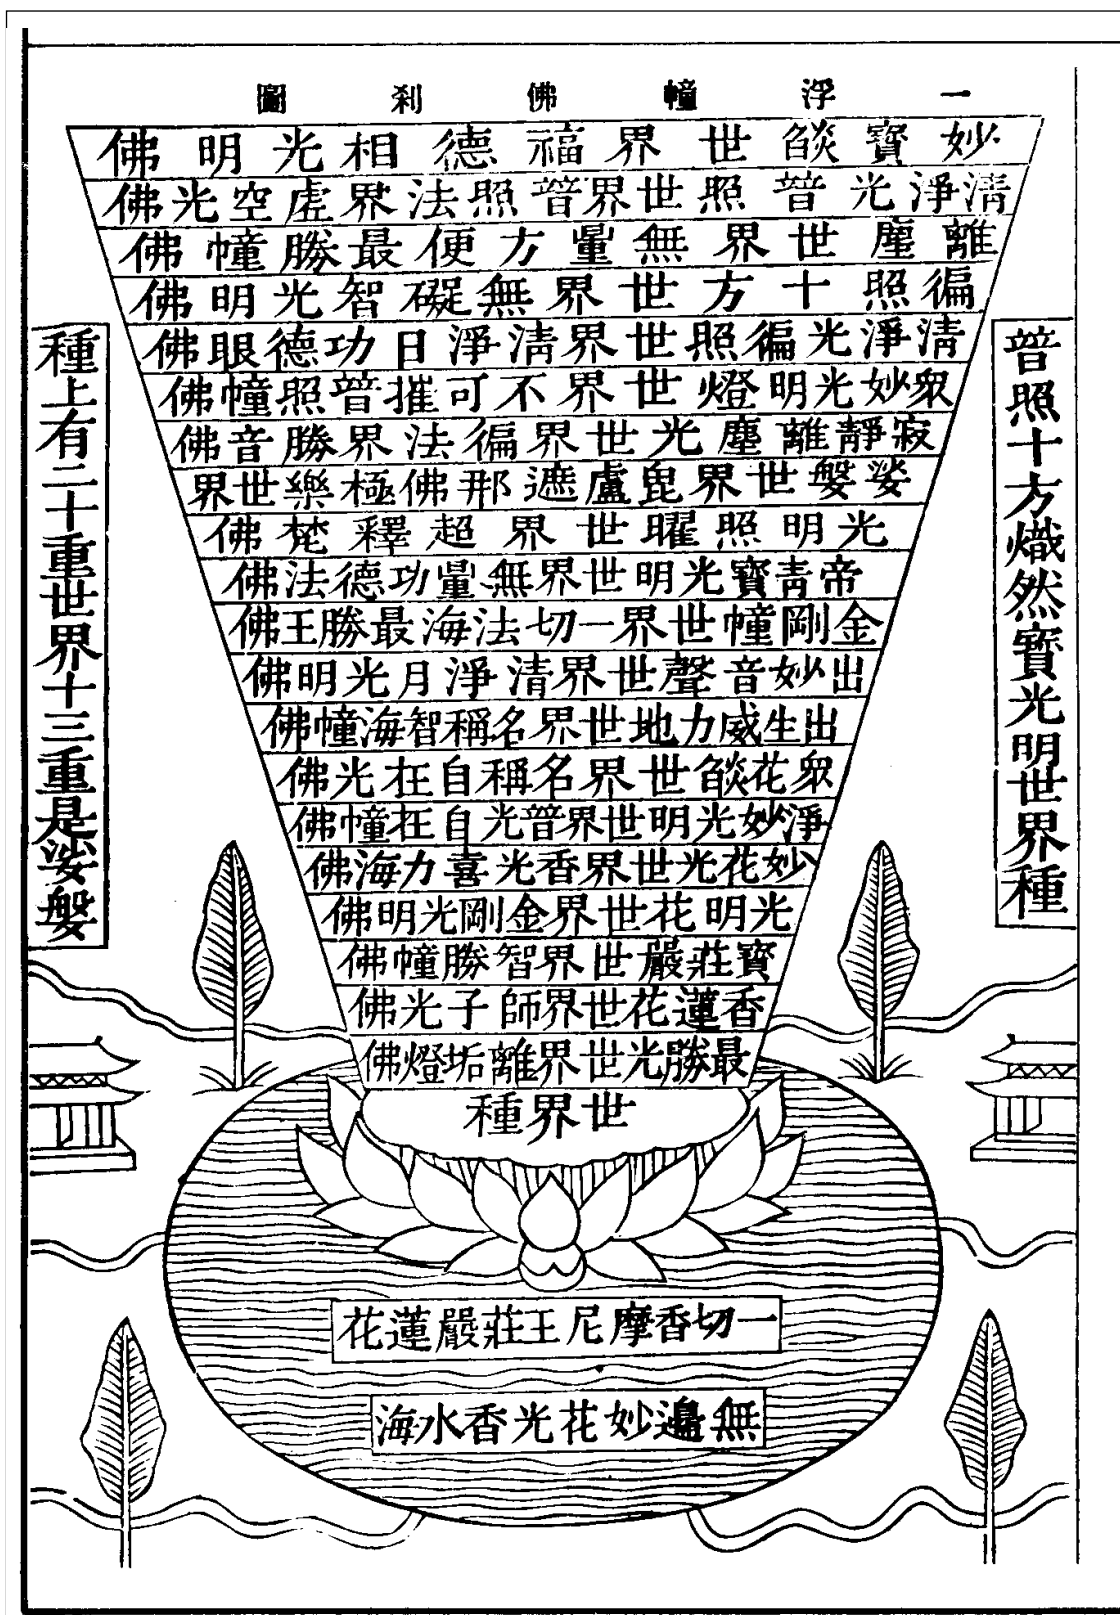 一浮幢佛刹圖
普照十方熾然寶光明世界種
妙寶燄世界福德相光明佛
清淨光普照世界普照法界虛空光佛
離塵世界無量方便最勝幢佛
徧照十方世界無礙智光明佛
清淨光徧照世界清淨日功德眼佛
衆妙光明燈世界不可摧普照幢佛
寂靜離塵光世界徧法界勝音佛
娑媻世界毘盧遮那佛極樂世界
光明照曜世界超釋梵佛
帝青寶光明世界無量功德法佛
金剛幢世界一切法海最勝王佛
出妙音聲世界清淨月光明佛
出生威力地世界名稱智海幢佛
衆花燄世界名稱自在光佛
淨妙光明世界普光自在幢佛
妙花光世界香光喜力海佛
光明花世界金剛光明佛
寶莊嚴世界智勝幢佛
香蓮花世界師子光佛
最勝光世界離垢燈佛
世界種
種上有二十重世界十三重是娑媻
一切香摩尼王莊嚴蓮花
無邊妙花光香水海